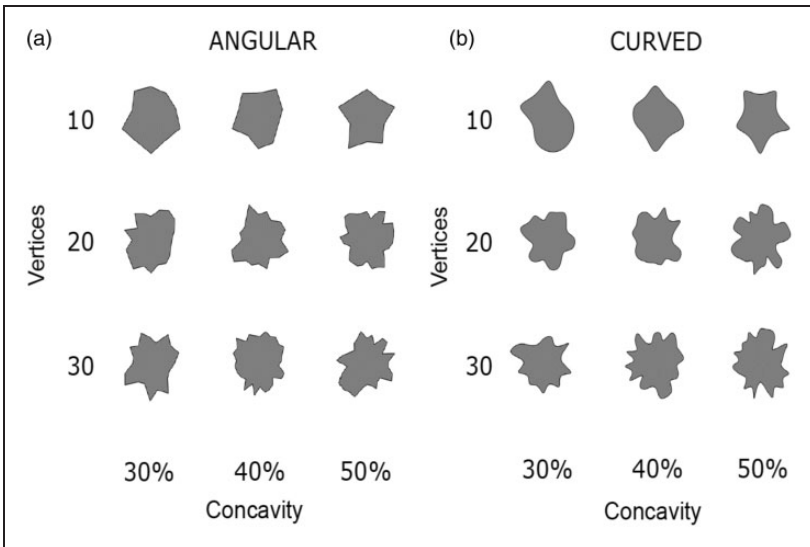 (a) ANGULAR
10
20
30
Vertices
30% 40% 50%
Concavity
(b) CURVED
10
20
30
Vertices
30% 40% 50%
Concavity